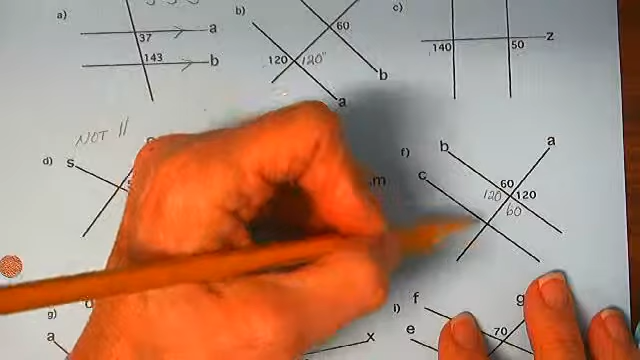 a)
a
37
143
b
b)
60
120 120°
b
a
c)
140 50 z
NOT ||
d) s
m
f) b a
c
60
120 120
60
g)
a
x
i) f g
e
70